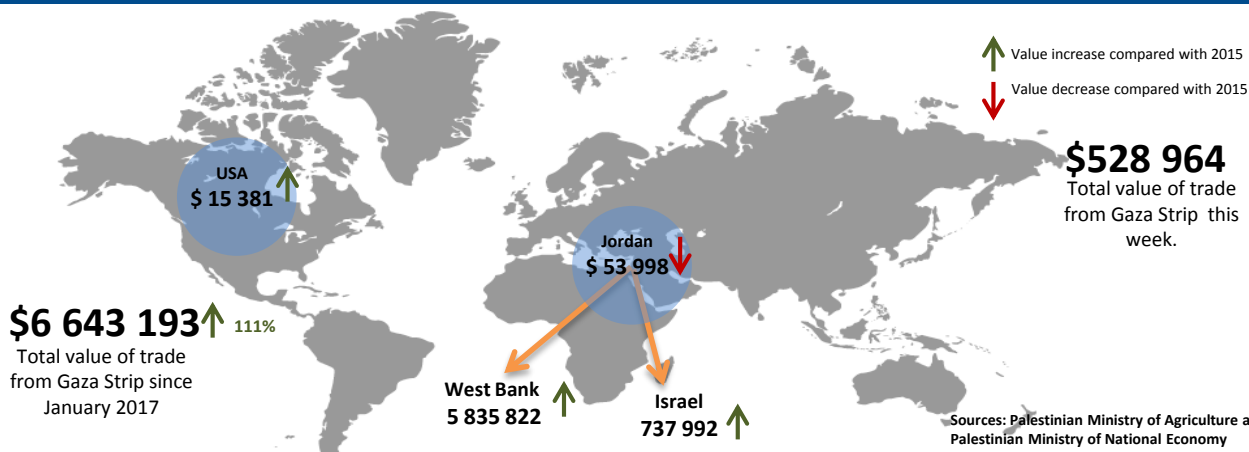 Value increase compared with 2015
Value decrease compared with 2015
USA
$ 15 381
$528 964
Total value of trade
from Gaza Strip this
week.
Jordan
$ 53 998
$6 643 193
111%
Total value of trade
from Gaza Strip since
January 2017
West Bank
5 835 822
Israel
737 992
Sources: Palestinian Ministry of Agriculture a
Palestinian Ministry of National Economy